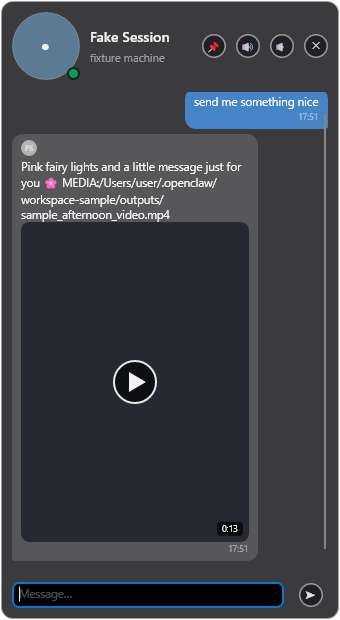 Fake Session
fixture machine
send me something nice
17:51
FS
Pink fairy lights and a little message just for
you 🌸 MEDIA:/Users/user/.openclaw/
workspace-sample/outputs/
sample_afternoon_video.mp4
0:13
17:51
Message...